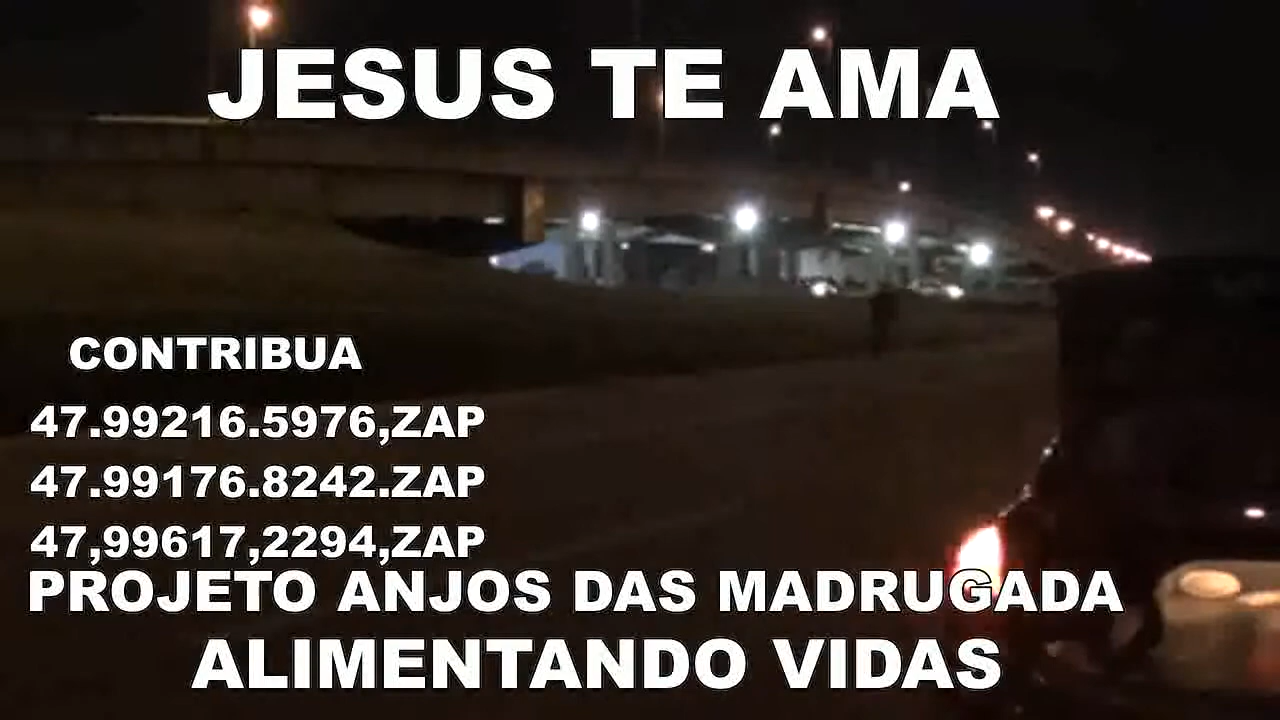 JESUS TE AMA
CONTRIBUA
47.99216.5976,ZAP
47.99176.8242.ZAP
47,99617,2294,ZAP
PROJETO ANJOS DAS MADRUGADA
ALIMENTANDO VIDAS